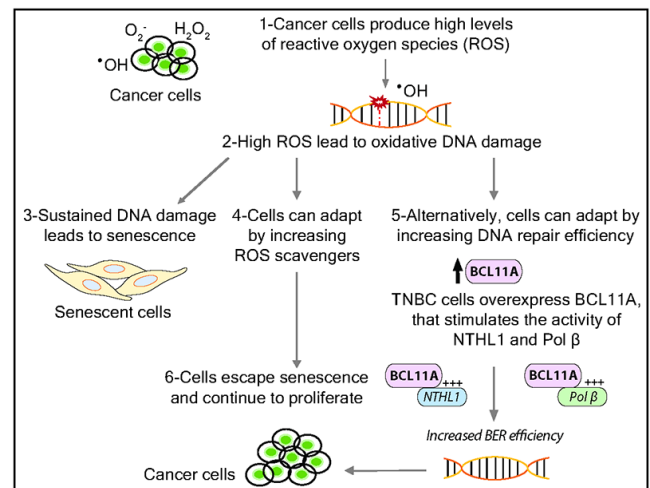 O2- H2O2
•OH
Cancer cells
1-Cancer cells produce high levels
of reactive oxygen species (ROS)
•OH
2-High ROS lead to oxidative DNA damage
3-Sustained DNA damage
leads to senescence
Senescent cells
4-Cells can adapt
by increasing
ROS scavengers
5-Alternatively, cells can adapt by
increasing DNA repair efficiency
BCL11A
TNBC cells overexpress BCL11A,
that stimulates the activity of
NTHL1 and Pol β
6-Cells escape senescence
and continue to proliferate
BCL11A +++
NTHL1
BCL11A +++
Pol β
Increased BER efficiency
Cancer cells